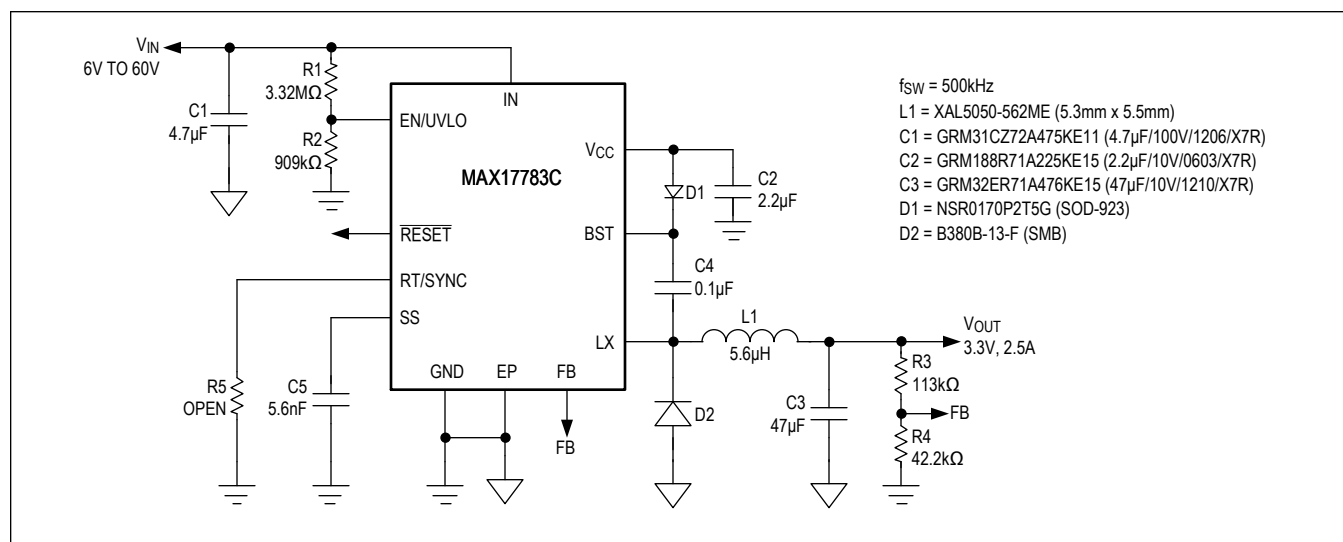 VIN
6V TO 60V
C1
4.7µF
R1
3.32MΩ
R2
909kΩ
IN
EN/UVLO
MAX17783C
VCC
D1
C2
2.2µF
BST
RESET
RT/SYNC
SS
C4
0.1µF
LX
L1
5.6µH
VOUT
3.3V, 2.5A
R3
113kΩ
FB
R4
42.2kΩ
C3
47µF
D2
GND
EP
FB
FB
R5
OPEN
C5
5.6nF
fSW = 500kHz
L1 = XAL5050-562ME (5.3mm x 5.5mm)
C1 = GRM31CZ72A475KE11 (4.7µF/100V/1206/X7R)
C2 = GRM188R71A225KE15 (2.2µF/10V/0603/X7R)
C3 = GRM32ER71A476KE15 (47µF/10V/1210/X7R)
D1 = NSR0170P2T5G (SOD-923)
D2 = B380B-13-F (SMB)